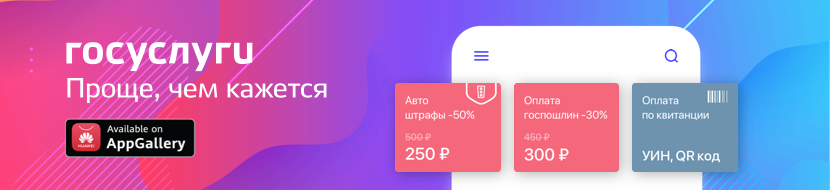 госуслуги
Проще, чем кажется
Available on
AppGallery
HUAWEI
Авто
штрафы -50%
500 ₽
250 ₽
Оплата
госпошлин -30%
450 ₽
300 ₽
Оплата
по квитанции
УИН, QR код